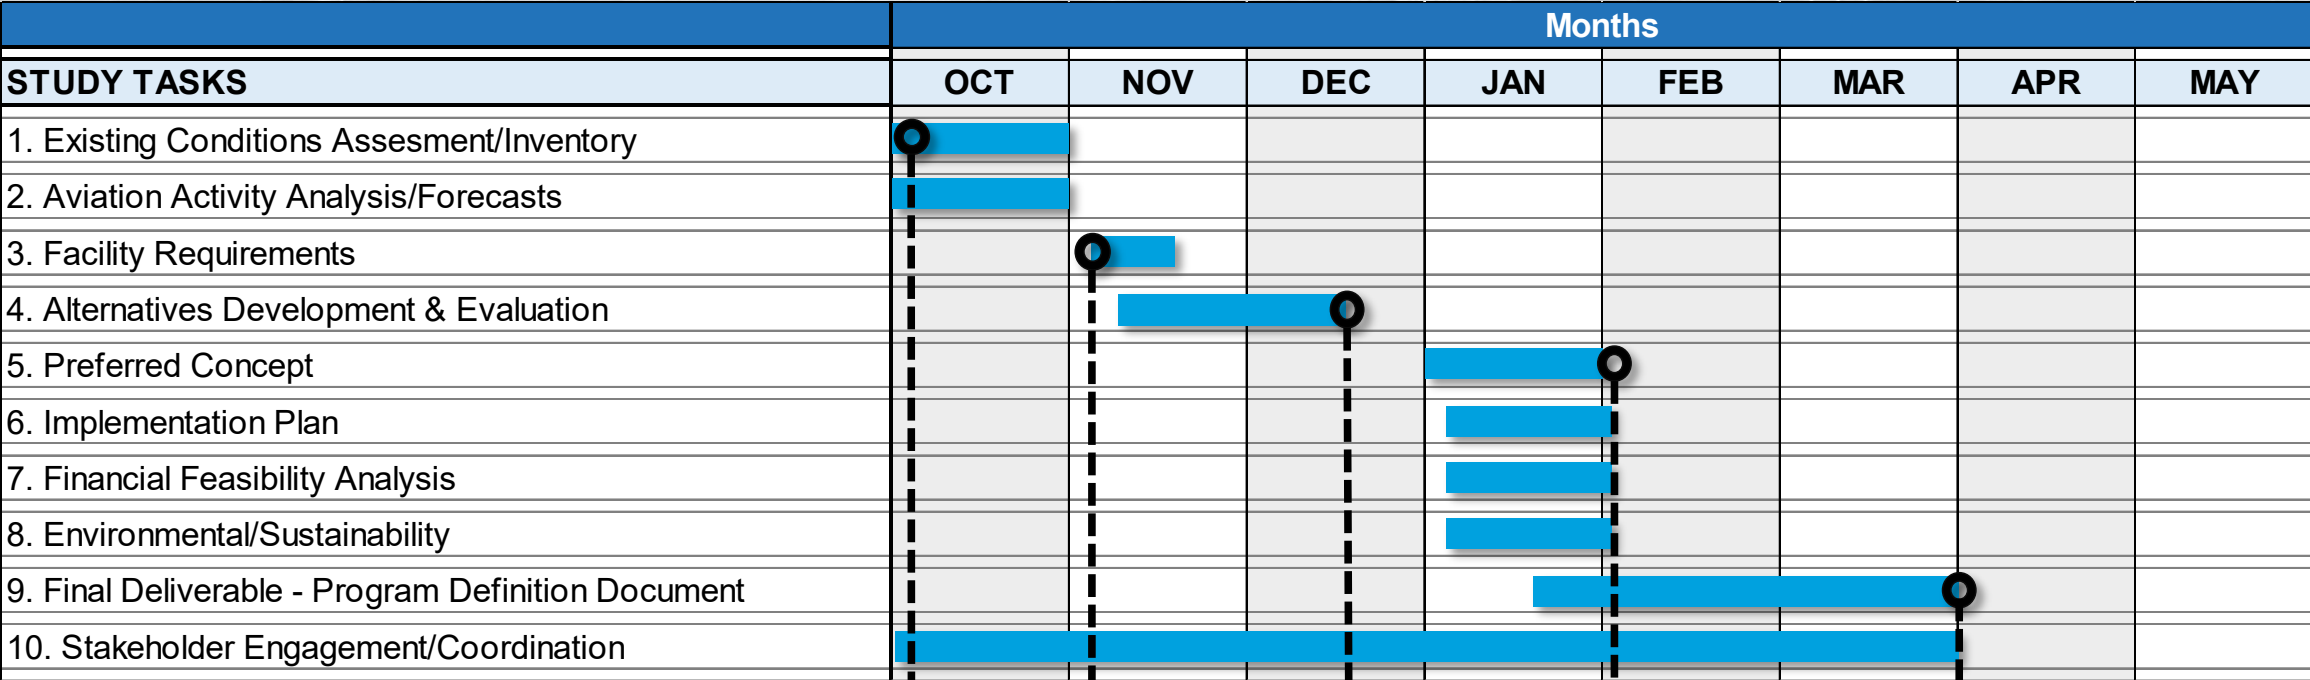 Months
STUDY TASKS OCT NOV DEC JAN FEB MAR APR MAY
1. Existing Conditions Assesment/Inventory
2. Aviation Activity Analysis/Forecasts
3. Facility Requirements
4. Alternatives Development & Evaluation
5. Preferred Concept
6. Implementation Plan
7. Financial Feasibility Analysis
8. Environmental/Sustainability
9. Final Deliverable - Program Definition Document
10. Stakeholder Engagement/Coordination